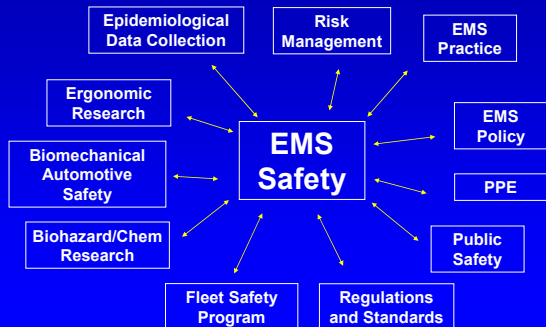 Epidemiological
Data Collection
Risk
Management
EMS
Practice
Ergonomic
Research
EMS
Safety
EMS
Policy
Biomechanical
Automotive
Safety
PPE
Biohazard/Chem
Research
Public
Safety
Fleet Safety
Program
Regulations
and Standards